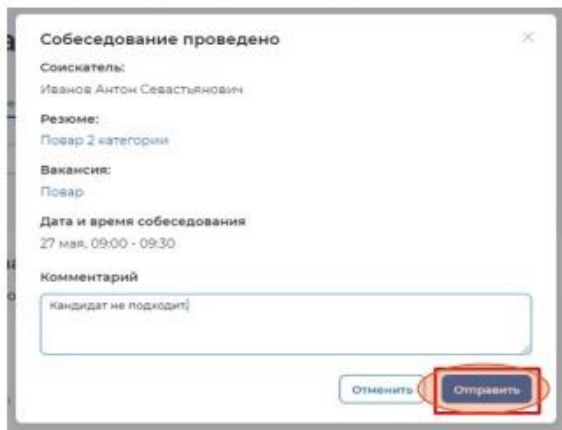 Собеседование проведено
Соискатель:
Иванов Антон Севастьянович
Резюме:
Повар 2 категории
Вакансия:
Повар
Дата и время собеседования
27 мая, 09:00 - 09:30
Комментарий
Кандидат не подходит
Отменить
Отправить